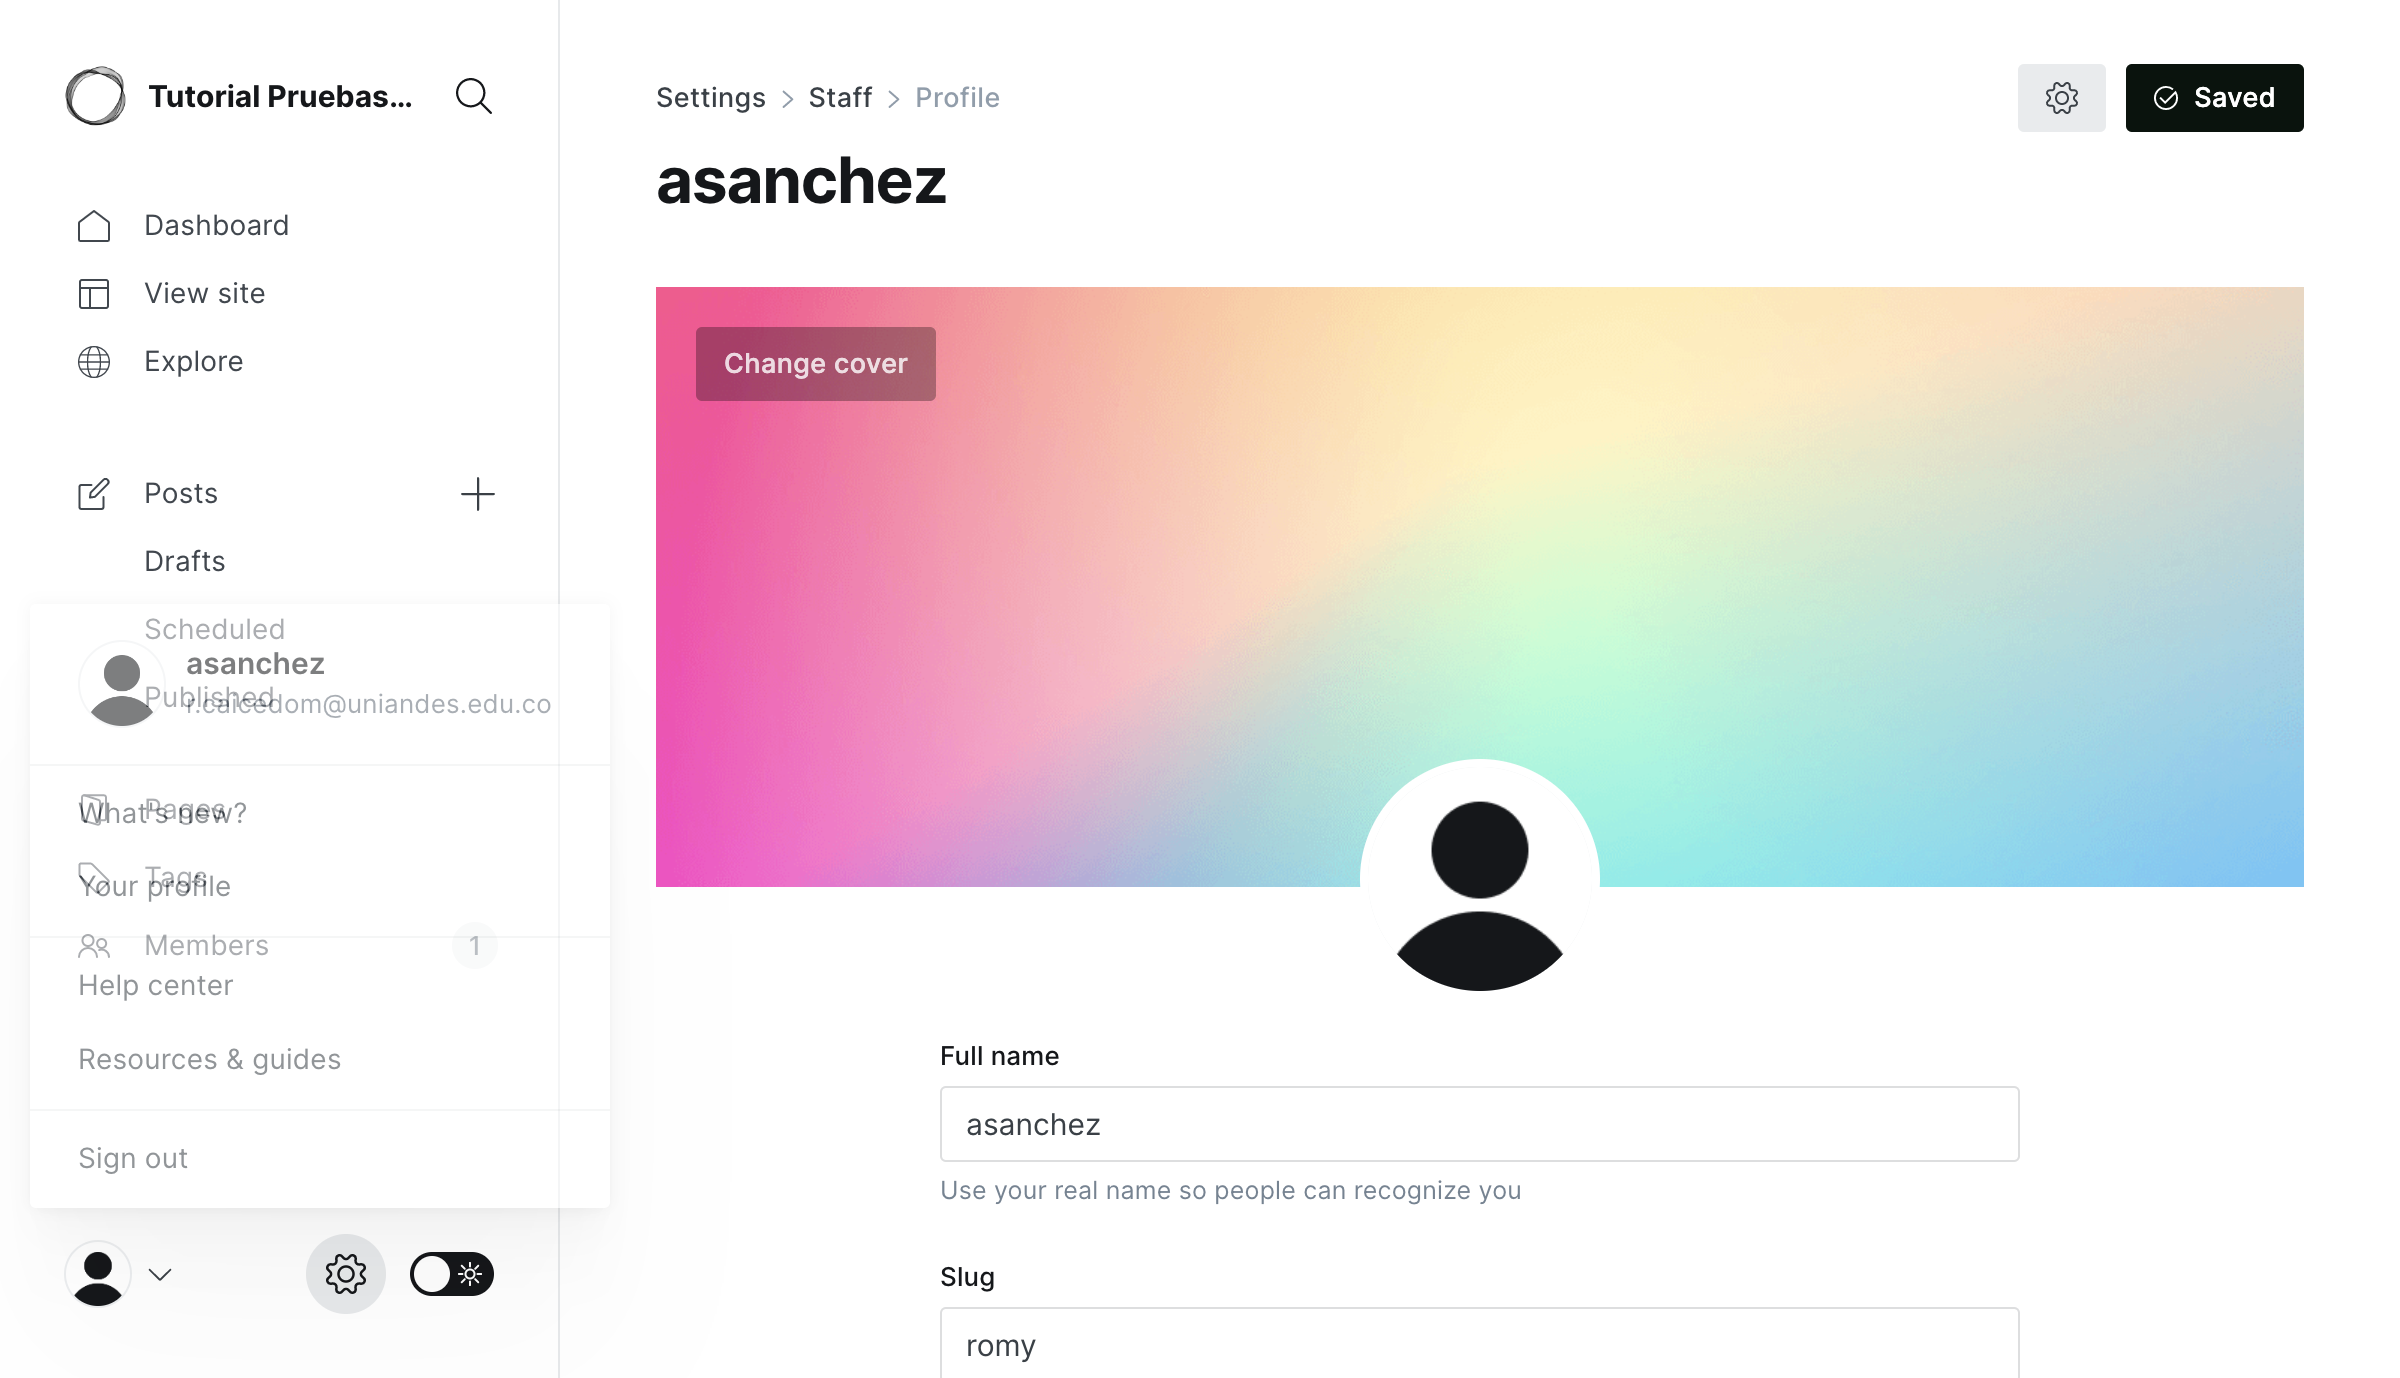 Tutorial Pruebas...
Dashboard
View site
Explore
Posts
Drafts
Scheduled
Published
Pages
Tags
Members
1
asanchez
r.caicedom@uniandes.edu.co
What's new?
Your profile
Help center
Resources & guides
Sign out
Settings > Staff > Profile
Saved
asanchez
Change cover
Full name
asanchez
Use your real name so people can recognize you
Slug
romy